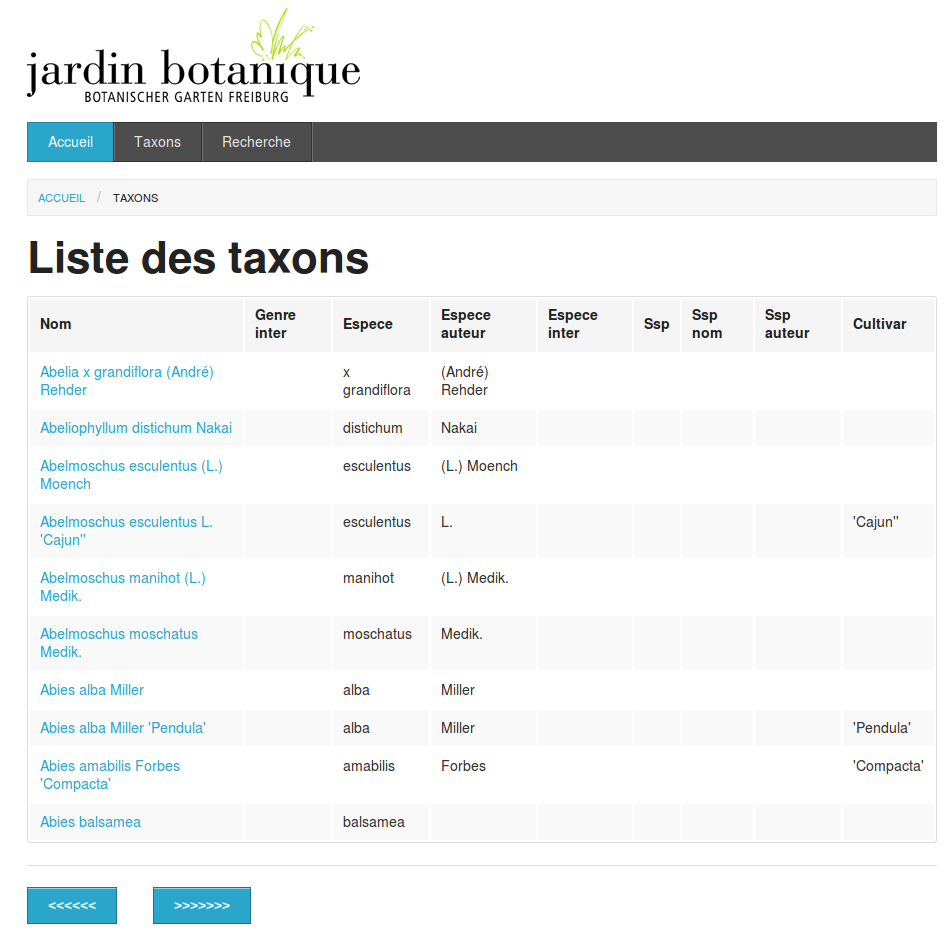 jardin botanique
BOTANISCHER GARTEN FREIBURG
Accueil Taxons Recherche
ACCUEIL / TAXONS
Liste des taxons
Nom Genre inter Espece Espece auteur Espece inter Ssp Ssp nom Ssp auteur Cultivar
Abelia x grandiflora (André) Rehder x grandiflora (André) Rehder
Abeliophyllum distichum Nakai distichum Nakai
Abelmoschus esculentus (L.) Moench esculentus (L.) Moench
Abelmoschus esculentus L. 'Cajun'' esculentus L. 'Cajun''
Abelmoschus manihot (L.) Medik. manihot (L.) Medik.
Abelmoschus moschatus Medik. moschatus Medik.
Abies alba Miller alba Miller
Abies alba Miller 'Pendula' alba Miller 'Pendula'
Abies amabilis Forbes 'Compacta' amabilis Forbes 'Compacta'
Abies balsamea balsamea
<<<<<< >>>>>>>